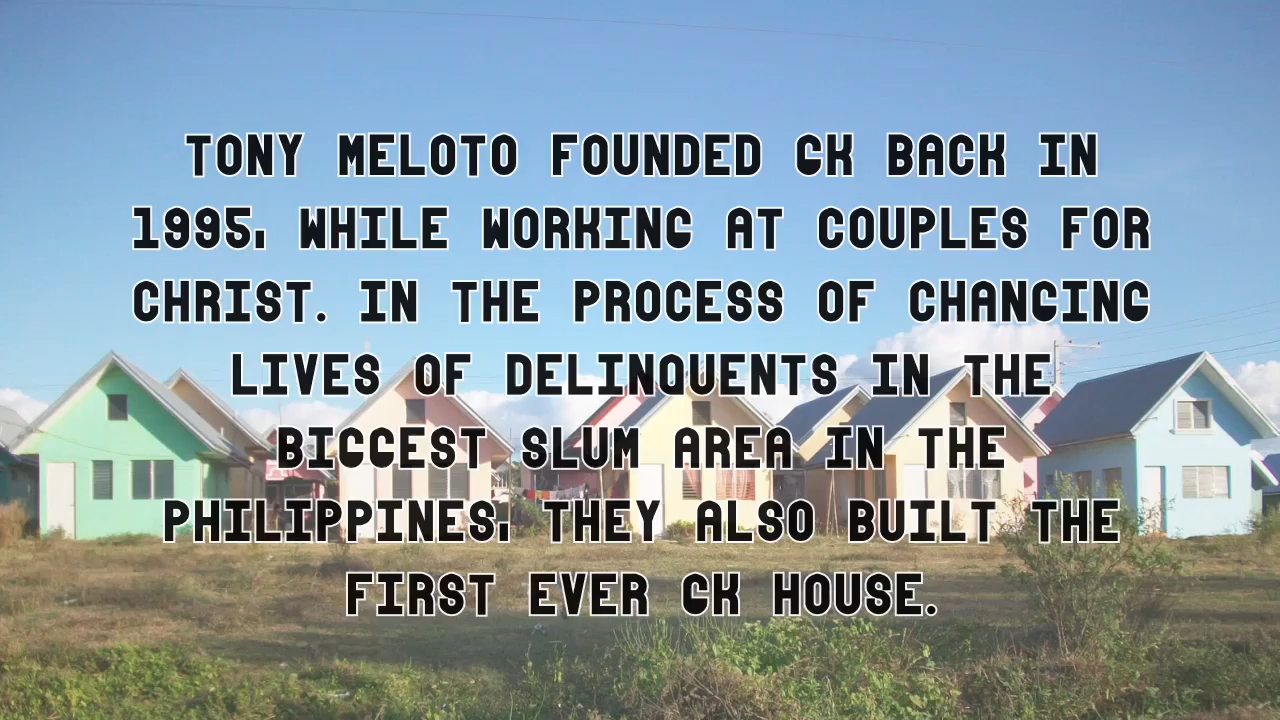 TONY MELOTO FOUNDED GK BACK IN
1995, WHILE WORKING AT COUPLES FOR
CHRIST. IN THE PROCESS OF CHANGING
LIVES OF DELINQUENTS IN THE
BIGGEST SLUM AREA IN THE
PHILIPPINES, THEY ALSO BUILT THE
FIRST EVER GK HOUSE.